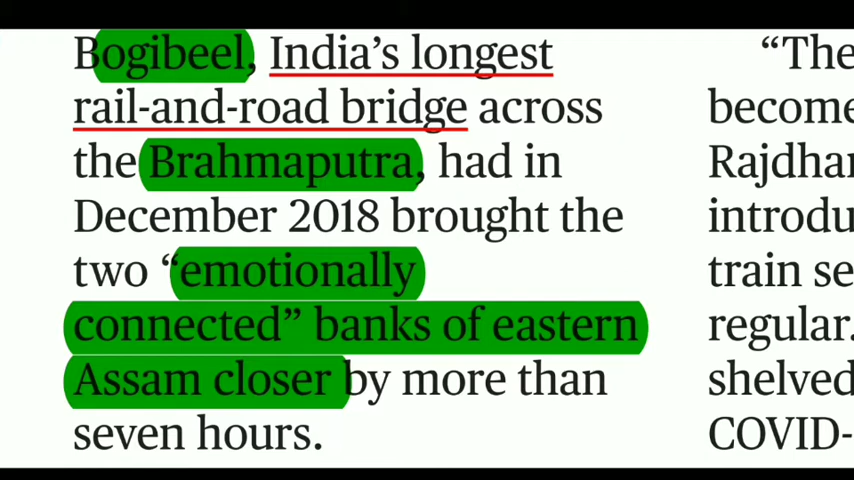 Bogibeel, India's longest
rail-and-road bridge across
the Brahmaputra, had in
December 2018 brought the
two “emotionally
connected” banks of eastern
Assam closer by more than
seven hours.
“The
become
introdu
train se
regular.
shelved
COVID-